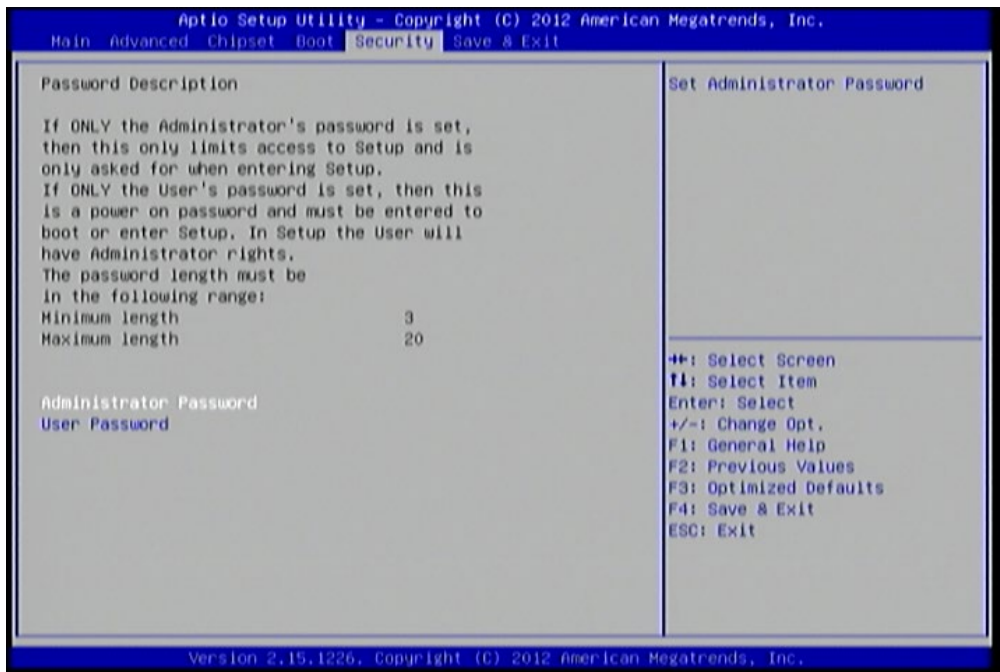 Aptio Setup Utility - Copyright (C) 2012 American Megatrends, Inc.
Main Advanced Chipset Boot Security Save & Exit
Password Description
If ONLY the Administrator's password is set,
then this only limits access to Setup and is
only asked for when entering Setup.
If ONLY the User's password is set, then this
is a power on password and must be entered to
boot or enter Setup. In Setup the User will
have Administrator rights.
The password length must be
in the following range:
Minimum length 3
Maximum length 20
Administrator Password
User Password
Set Administrator Password
→←: Select Screen
↑↓: Select Item
Enter: Select
+/-: Change Opt.
F1: General Help
F2: Previous Values
F3: Optimized Defaults
F4: Save & Exit
ESC: Exit
Version 2.15.1226. Copyright (C) 2012 American Megatrends, Inc.